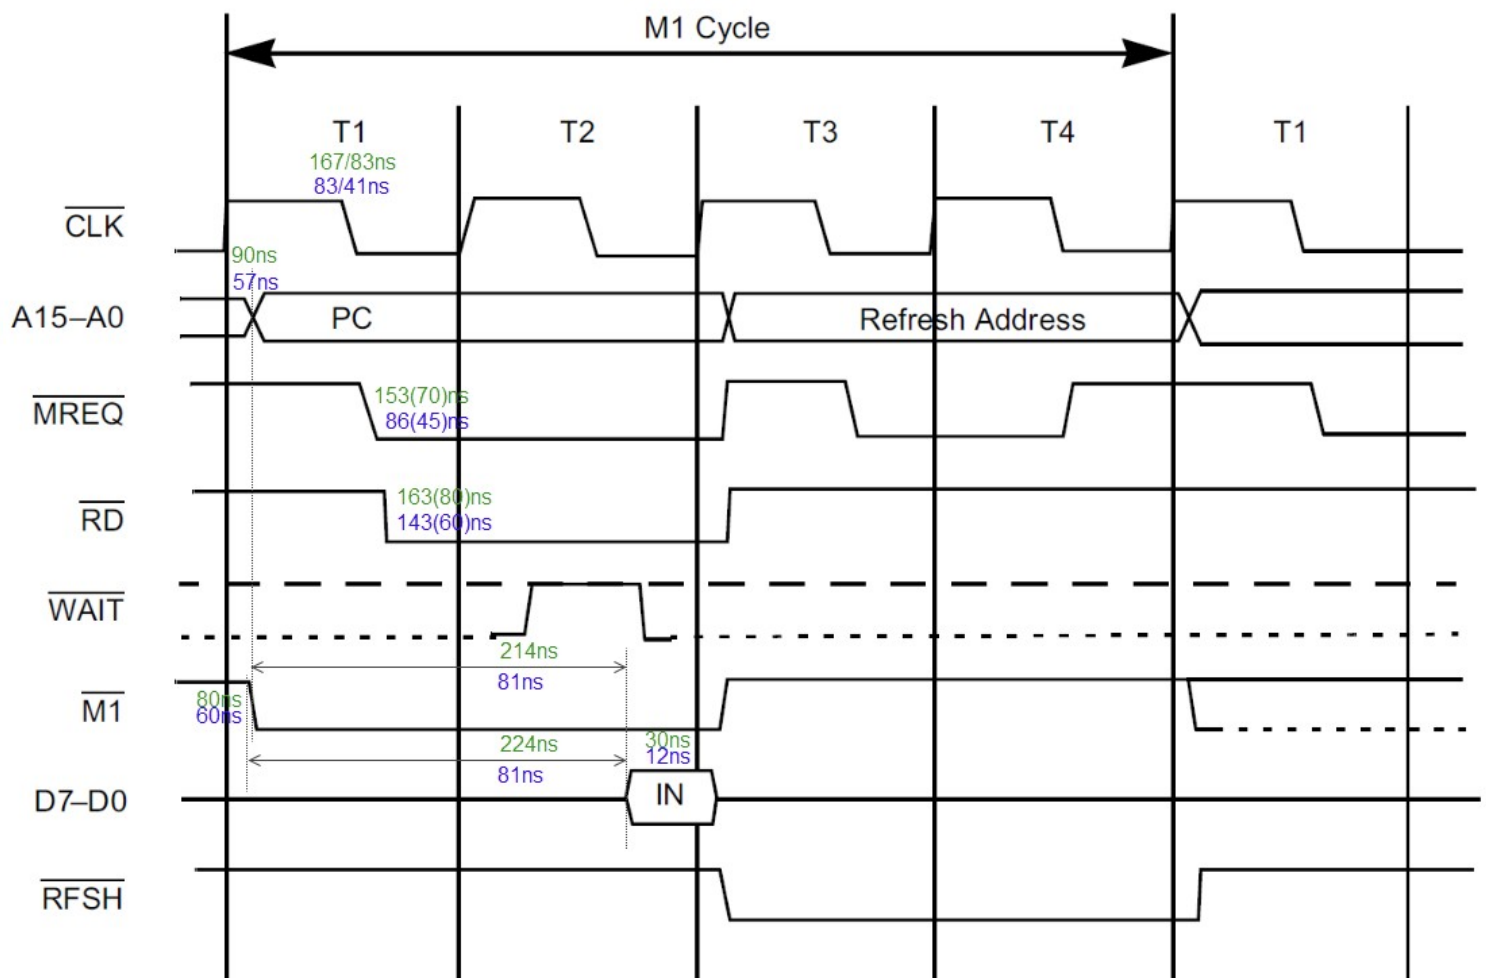 M1 Cycle
T1 T2 T3 T4 T1
167/83ns
83/41ns
CLK
90ns
57ns
A15–A0 PC Refresh Address
153(70)ns
MREQ 86(45)ns
163(80)ns
RD 143(60)ns
WAIT
214ns
81ns
80ns
M1 60ns
224ns 30ns
12ns
81ns
D7–D0 IN
RFSH